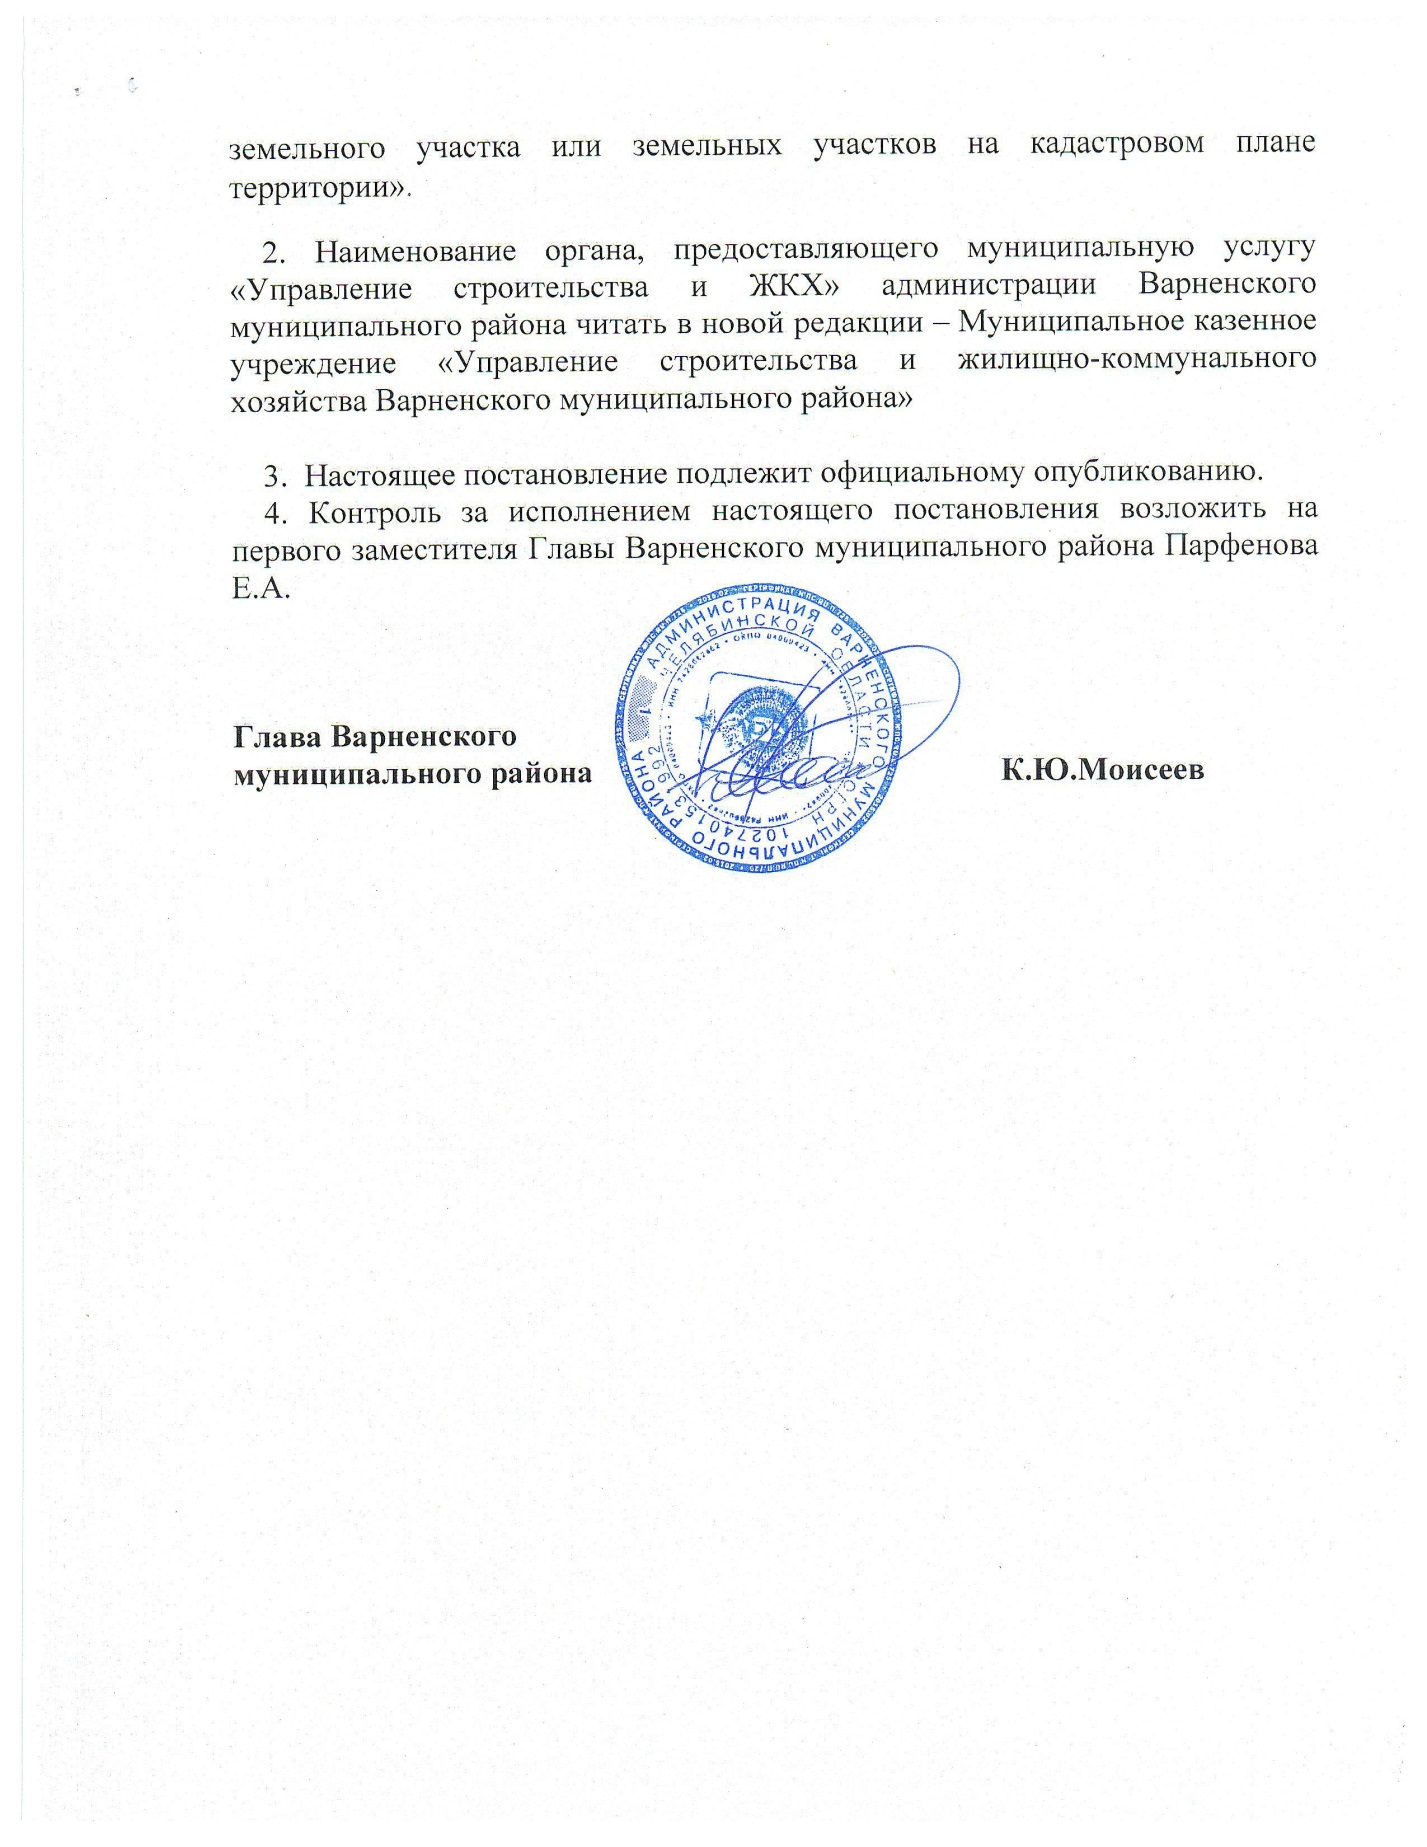 земельного участка или земельных участков на кадастровом плане
территории».
2. Наименование органа, предоставляющего муниципальную услугу
«Управление строительства и ЖКХ» администрации Варненского
муниципального района читать в новой редакции – Муниципальное казенное
учреждение «Управление строительства и жилищно-коммунального
хозяйства Варненского муниципального района»
3. Настоящее постановление подлежит официальному опубликованию.
4. Контроль за исполнением настоящего постановления возложить на
первого заместителя Главы Варненского муниципального района Парфенова
Е.А.
АДМИНИСТРАЦИЯ ВАРНЕНСКОГО МУНИЦИПАЛЬНОГО РАЙОНА
ЧЕЛЯБИНСКОЙ ОБЛАСТИ ОГРН 1027401531992
Глава Варненского
муниципального района К.Ю.Моисеев